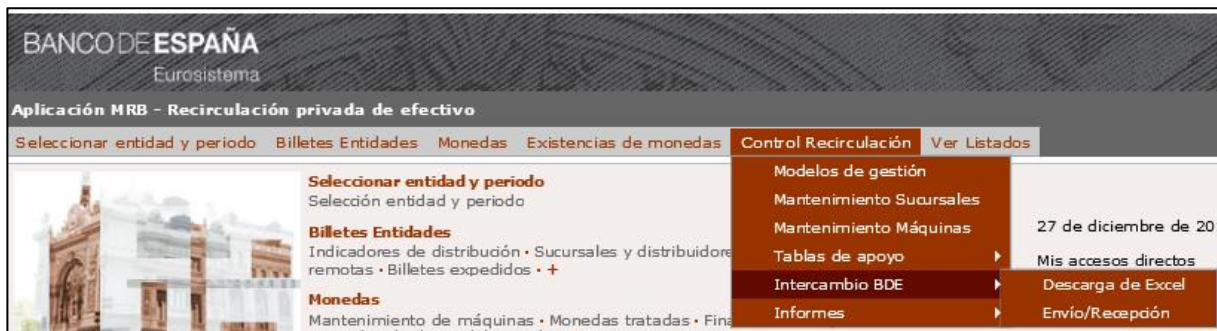 BANCODEESPAÑA
Eurosistema
Aplicación MRB - Recirculación privada de efectivo
Seleccionar entidad y periodo Billetes Entidades Monedas Existencias de monedas Control Recirculación Ver Listados
Seleccionar entidad y periodo
Selección entidad y periodo
Billetes Entidades
Indicadores de distribución · Sucursales y distribuidore
remotas · Billetes expedidos · +
Monedas
Mantenimiento de máquinas · Monedas tratadas · Fina
Modelos de gestión
Mantenimiento Sucursales
Mantenimiento Máquinas
Tablas de apoyo
Intercambio BDE
Informes
Descarga de Excel
Envío/Recepción
27 de diciembre de 20
Mis accesos directos